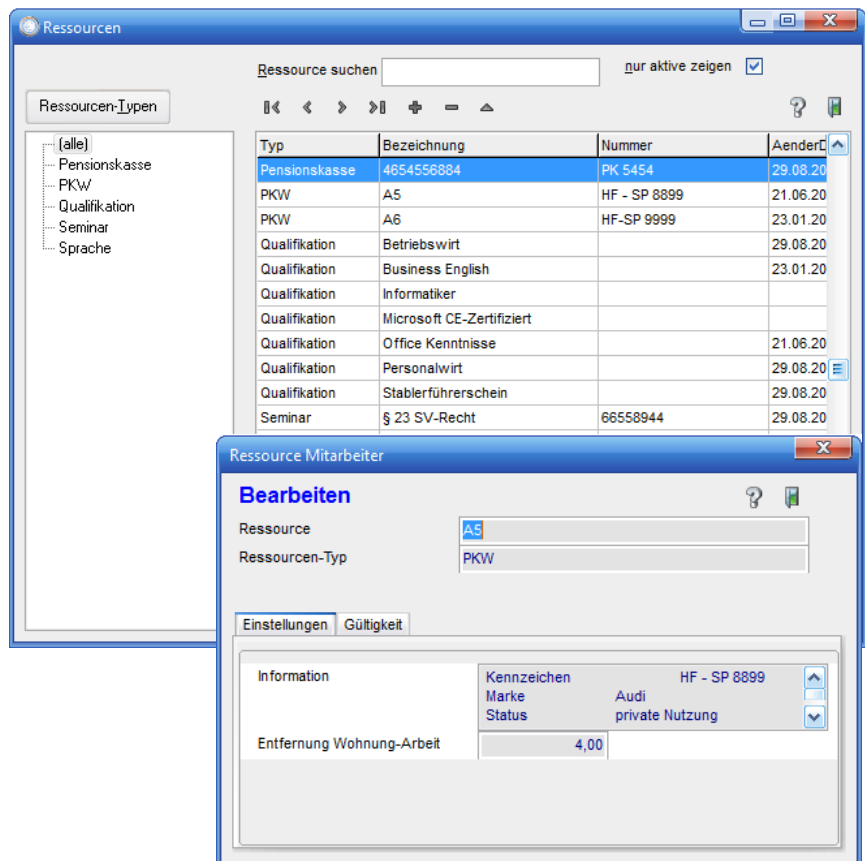 Ressourcen
Ressource suchen
nur aktive zeigen
Ressourcen-Typen
(alle)
Pensionskasse
PKW
Qualifikation
Seminar
Sprache
Typ Bezeichnung Nummer AenderD
Pensionskasse 4654556884 PK 5454 29.08.20
PKW A5 HF - SP 8899 21.06.20
PKW A6 HF-SP 9999 23.01.20
Qualifikation Betriebswirt 29.08.20
Qualifikation Business English 23.01.20
Qualifikation Informatiker
Qualifikation Microsoft CE-Zertifiziert
Qualifikation Office Kenntnisse 21.06.20
Qualifikation Personalwirt 29.08.20
Qualifikation Stablerführerschein 29.08.20
Seminar § 23 SV-Recht 66558944 29.08.20
Ressource Mitarbeiter
Bearbeiten
Ressource A5
Ressourcen-Typ PKW
Einstellungen Gültigkeit
Information Kennzeichen HF - SP 8899
Marke Audi
Status private Nutzung
Entfernung Wohnung-Arbeit 4,00